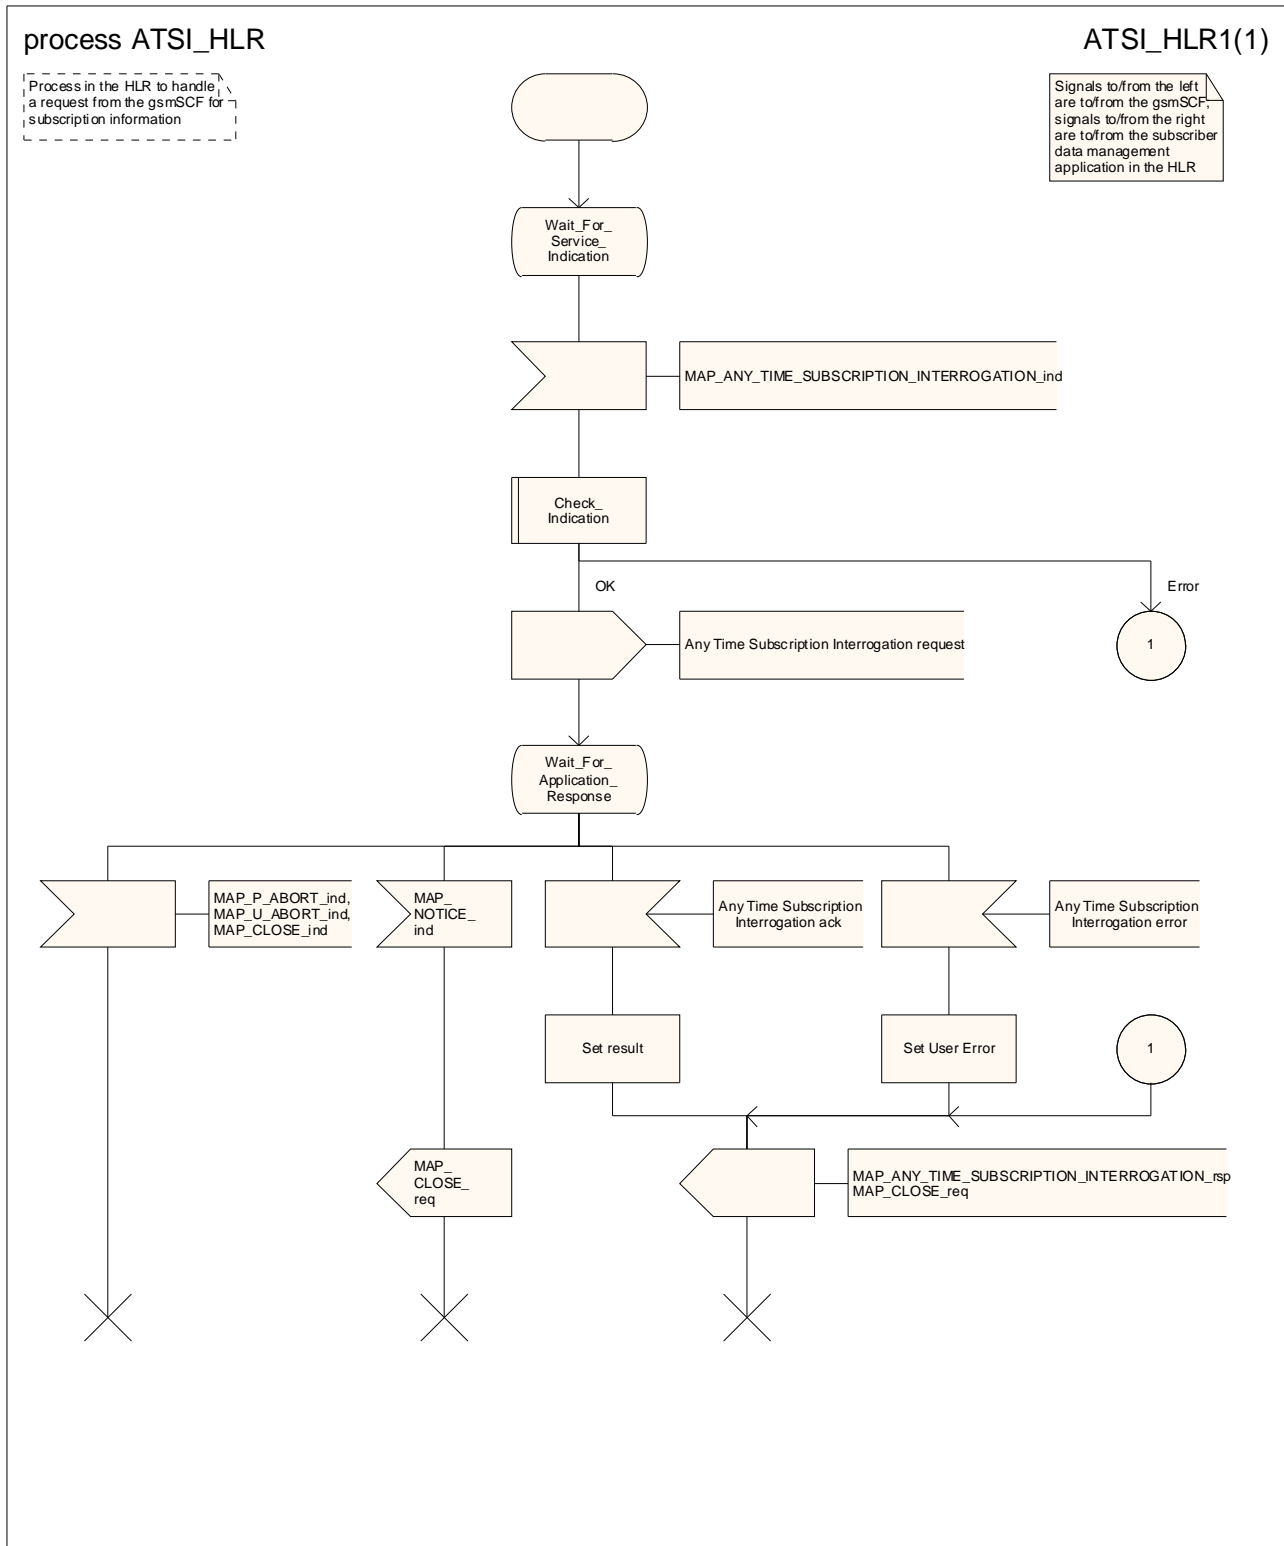 process ATSI_HLR
ATSI_HLR1(1)
Process in the HLR to handle
a request from the gsmSCF for
subscription information
Signals to/from the left
are to/from the gsmSCF;
signals to/from the right
are to/from the subscriber
data management
application in the HLR
Wait_For_
Service_
Indication
MAP_ANY_TIME_SUBSCRIPTION_INTERROGATION_ind
Check_
Indication
OK
Error
Any Time Subscription Interrogation request
1
Wait_For_
Application_
Response
MAP_P_ABORT_ind,
MAP_U_ABORT_ind,
MAP_CLOSE_ind
MAP_
NOTICE_
ind
Any Time Subscription
Interrogation ack
Any Time Subscription
Interrogation error
Set result
Set User Error
1
MAP_
CLOSE_
req
MAP_ANY_TIME_SUBSCRIPTION_INTERROGATION_rsp
MAP_CLOSE_req